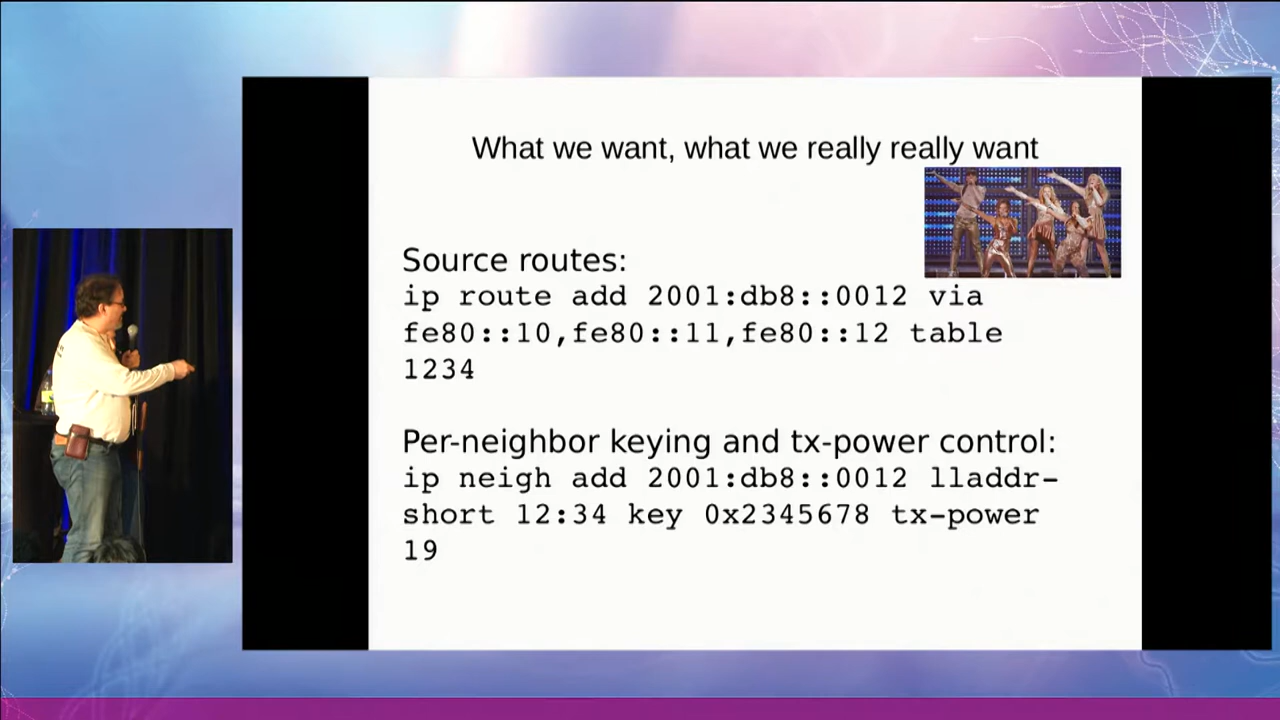 What we want, what we really really want
Source routes:
ip route add 2001:db8::0012 via
fe80::10,fe80::11,fe80::12 table
1234
Per-neighbor keying and tx-power control:
ip neigh add 2001:db8::0012 lladdr-
short 12:34 key 0x2345678 tx-power
19